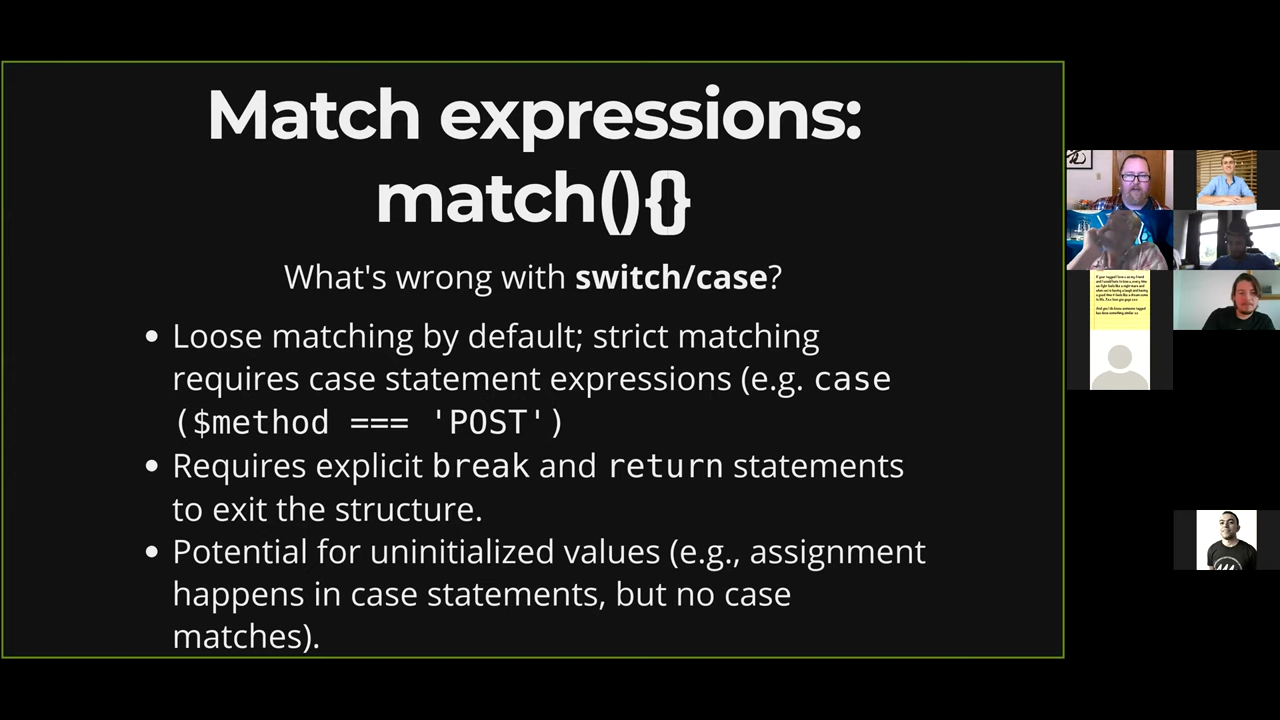 Match expressions:
match(){}
What's wrong with switch/case?
• Loose matching by default; strict matching
requires case statement expressions (e.g. case
($method === 'POST')
• Requires explicit break and return statements
to exit the structure.
• Potential for uninitialized values (e.g., assignment
happens in case statements, but no case
matches).